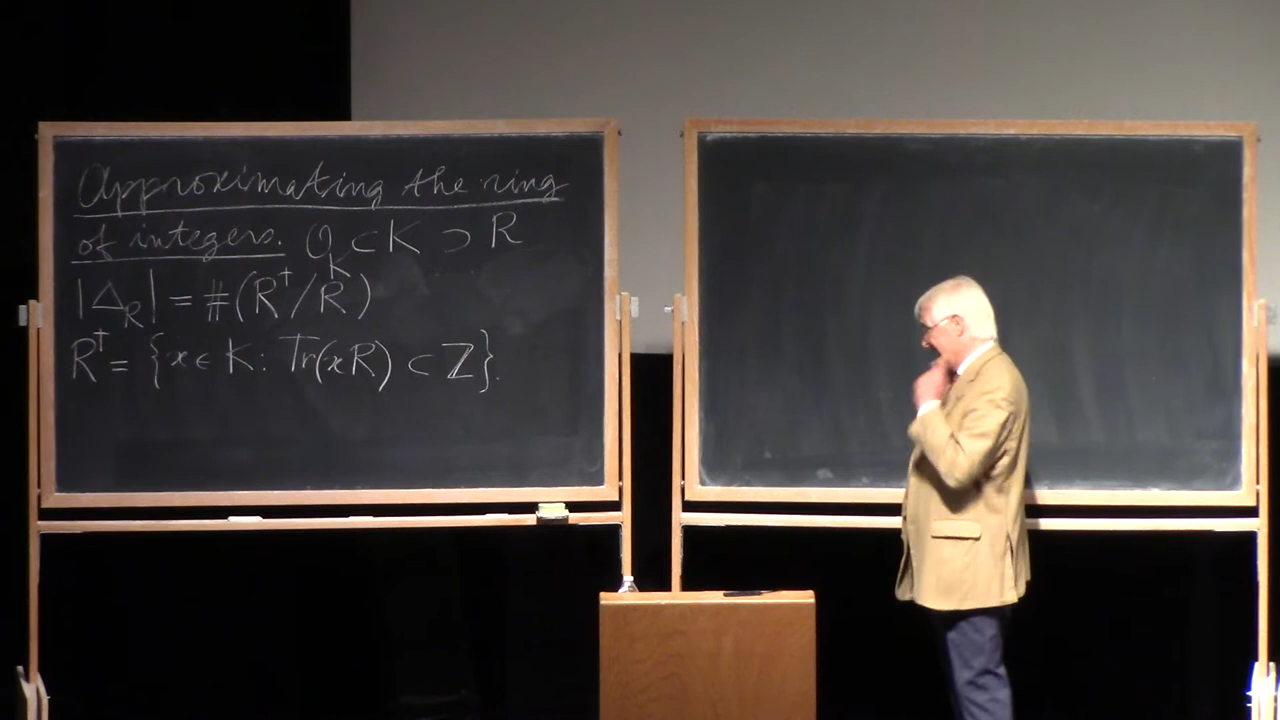 Approximating the ring
of integers. O_K ⊂ K ⊃ R
|Δ_R| = #(R†/R)
R† = {x ∈ K : Tr(xR) ⊂ ℤ}.